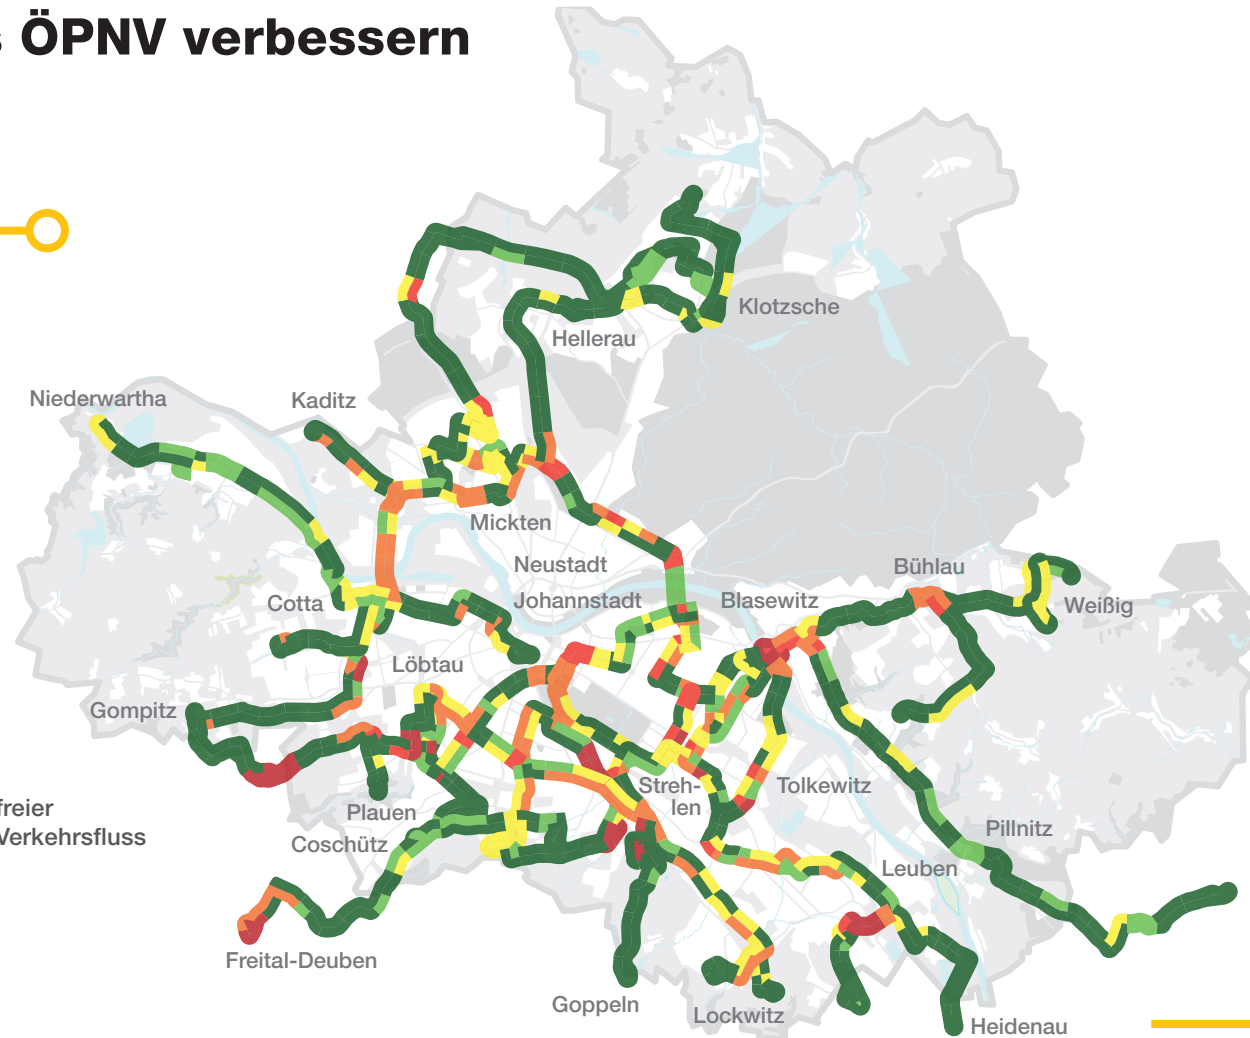 s ÖPNV verbessern
Klotzsche
Hellerau
Niederwartha
Kaditz
Mickten
Neustadt
Johannstadt
Blasewitz
Bühlau
Weißig
Cotta
Löbtau
Gompitz
Streh-
len
Tolkewitz
freier
Verkehrsfluss
Plauen
Coschütz
Pillnitz
Leuben
Freital-Deuben
Goppeln
Lockwitz
Heidenau